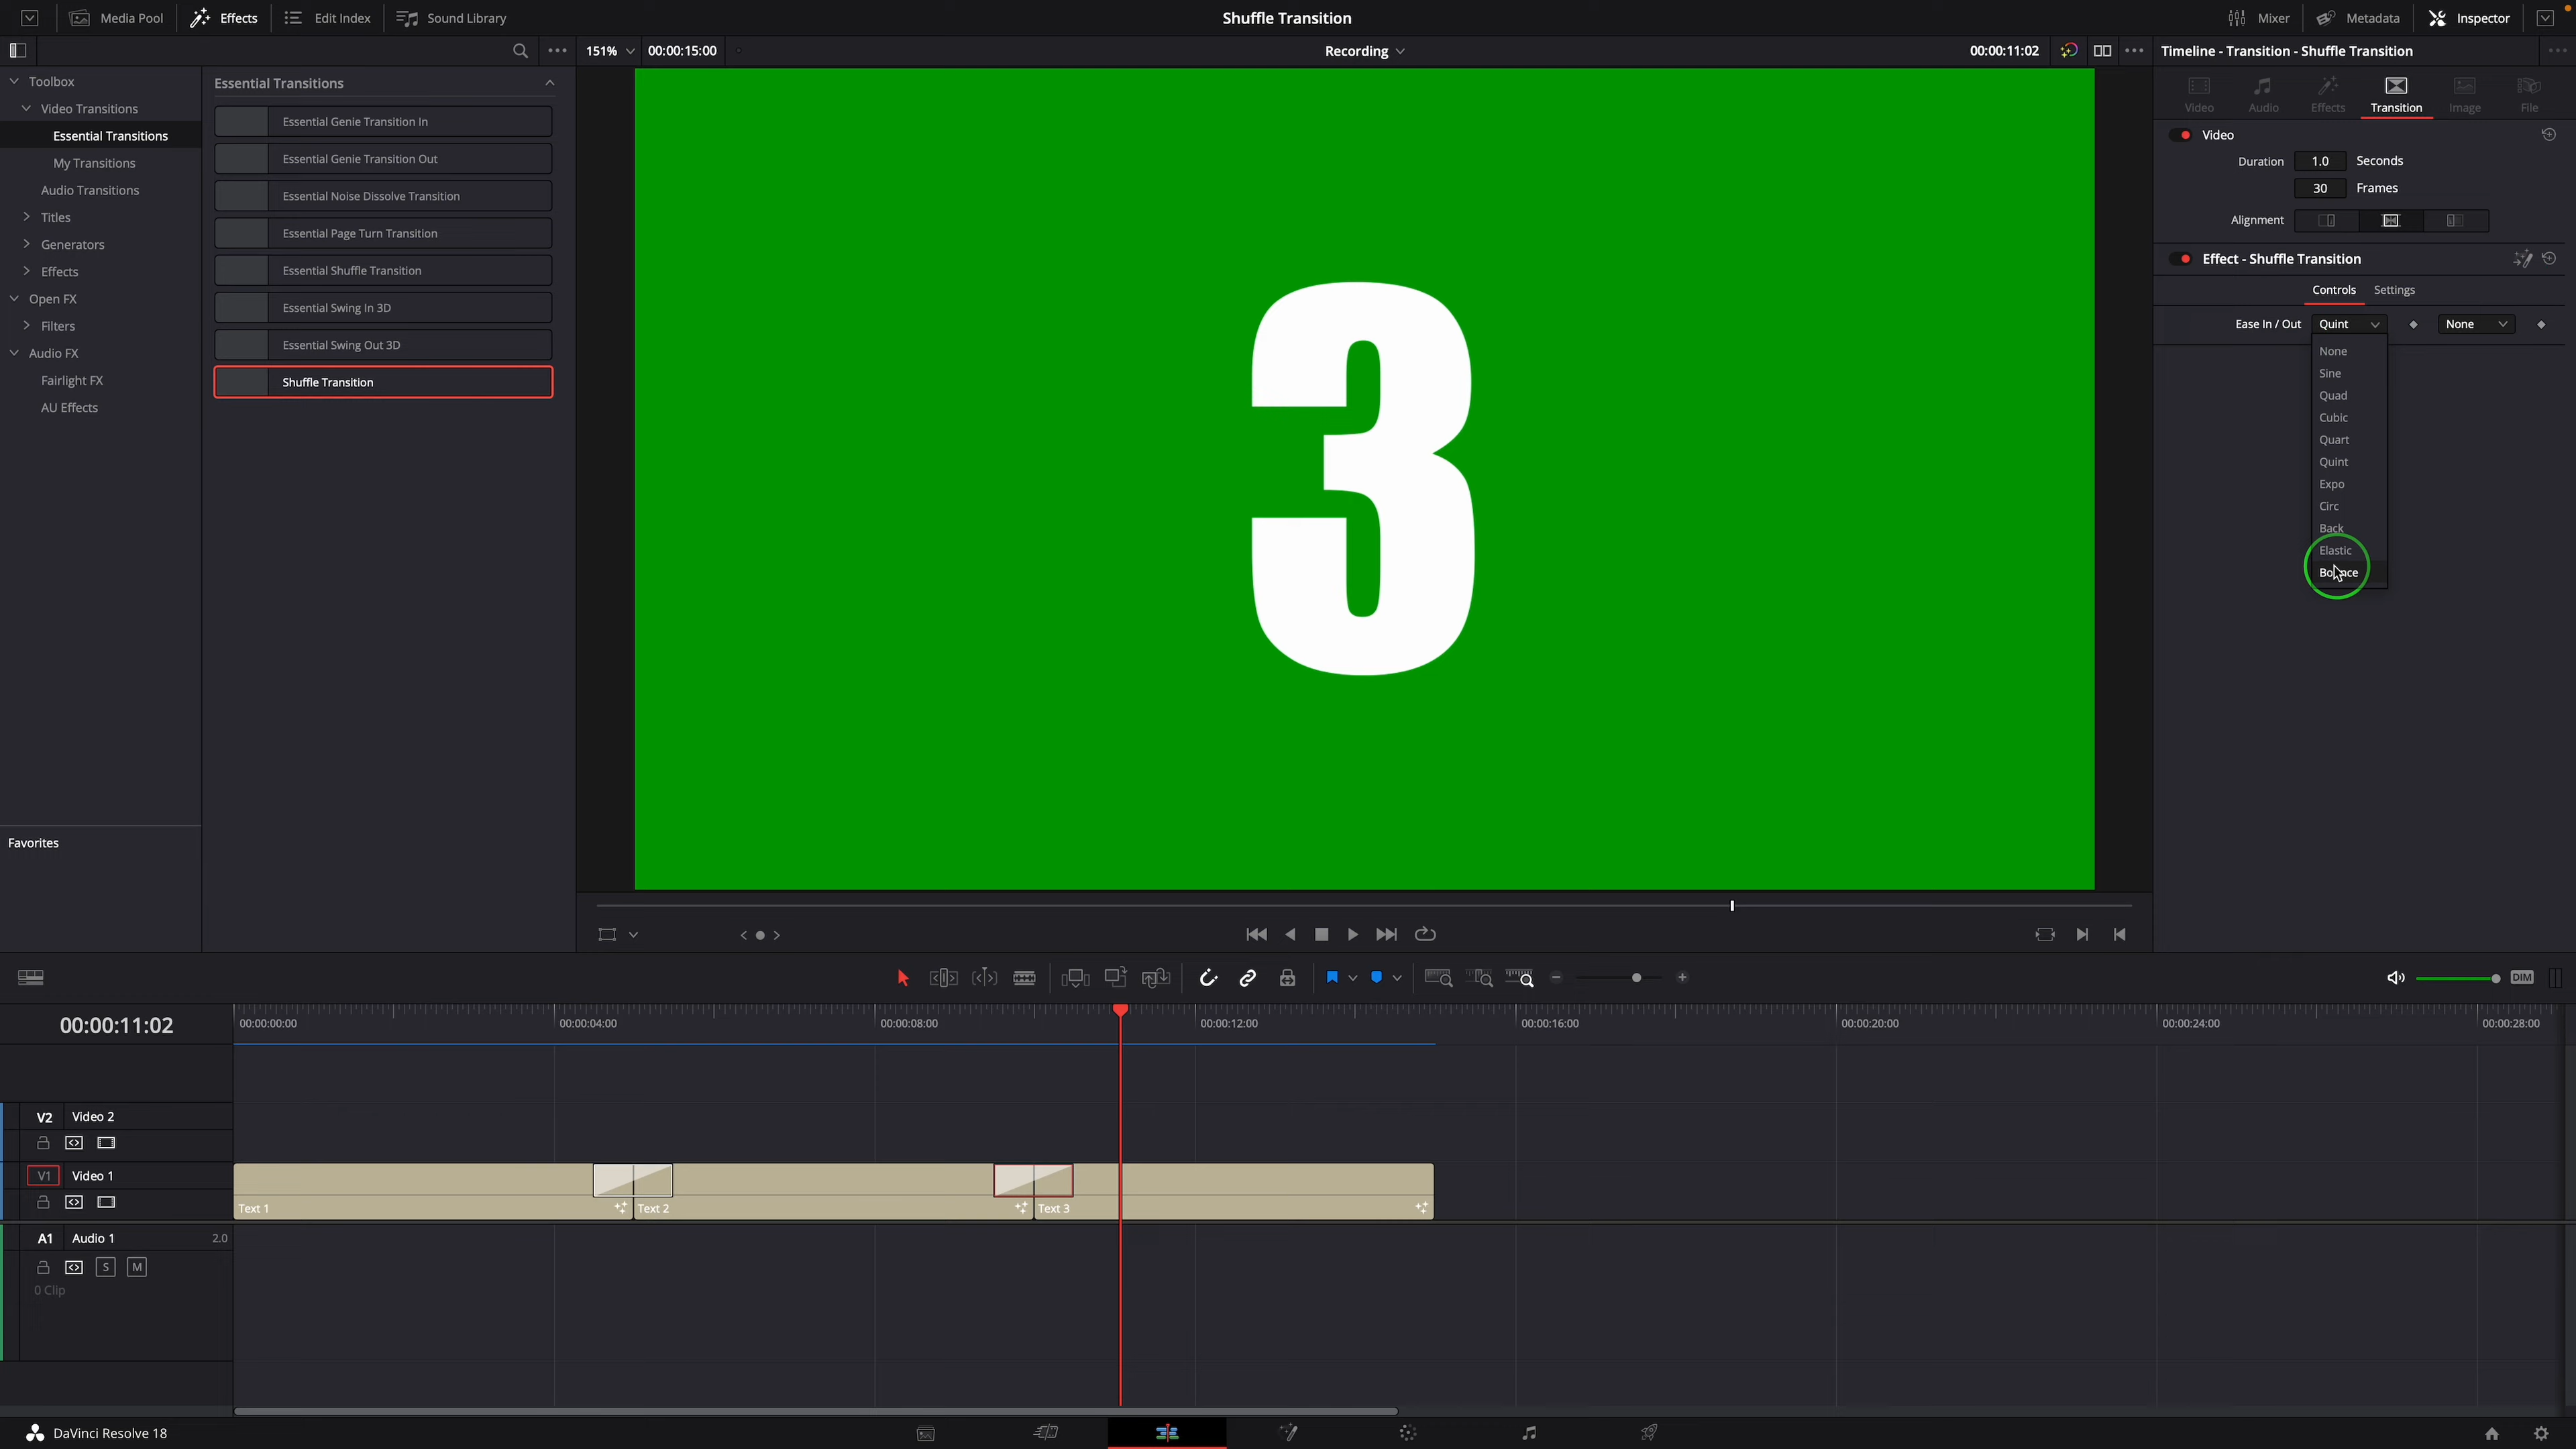 Media Pool Effects Edit Index Sound Library Shuffle Transition Mixer Metadata Inspector
151% 00:00:15:00 Recording 00:00:11:02 Timeline - Transition - Shuffle Transition
Toolbox
Video Transitions
Essential Transitions
My Transitions
Audio Transitions
Titles
Generators
Effects
Open FX
Filters
Audio FX
Fairlight FX
AU Effects
Favorites
Essential Transitions
Essential Genie Transition In
Essential Genie Transition Out
Essential Noise Dissolve Transition
Essential Page Turn Transition
Essential Shuffle Transition
Essential Swing In 3D
Essential Swing Out 3D
Shuffle Transition
3
Video Audio Effects Transition Image File
Video
Duration 1.0 Seconds
30 Frames
Alignment
Effect - Shuffle Transition
Controls Settings
Ease In / Out Quint None
None
Sine
Quad
Cubic
Quart
Quint
Expo
Circ
Back
Elastic
Bounce
DIM
00:00:11:02 00:00:00:00 00:00:04:00 00:00:08:00 00:00:12:00 00:00:16:00 00:00:20:00 00:00:24:00 00:00:28:00
V2 Video 2
V1 Video 1
Text 1 Text 2 Text 3
A1 Audio 1 2.0
S M
0 Clip
DaVinci Resolve 18